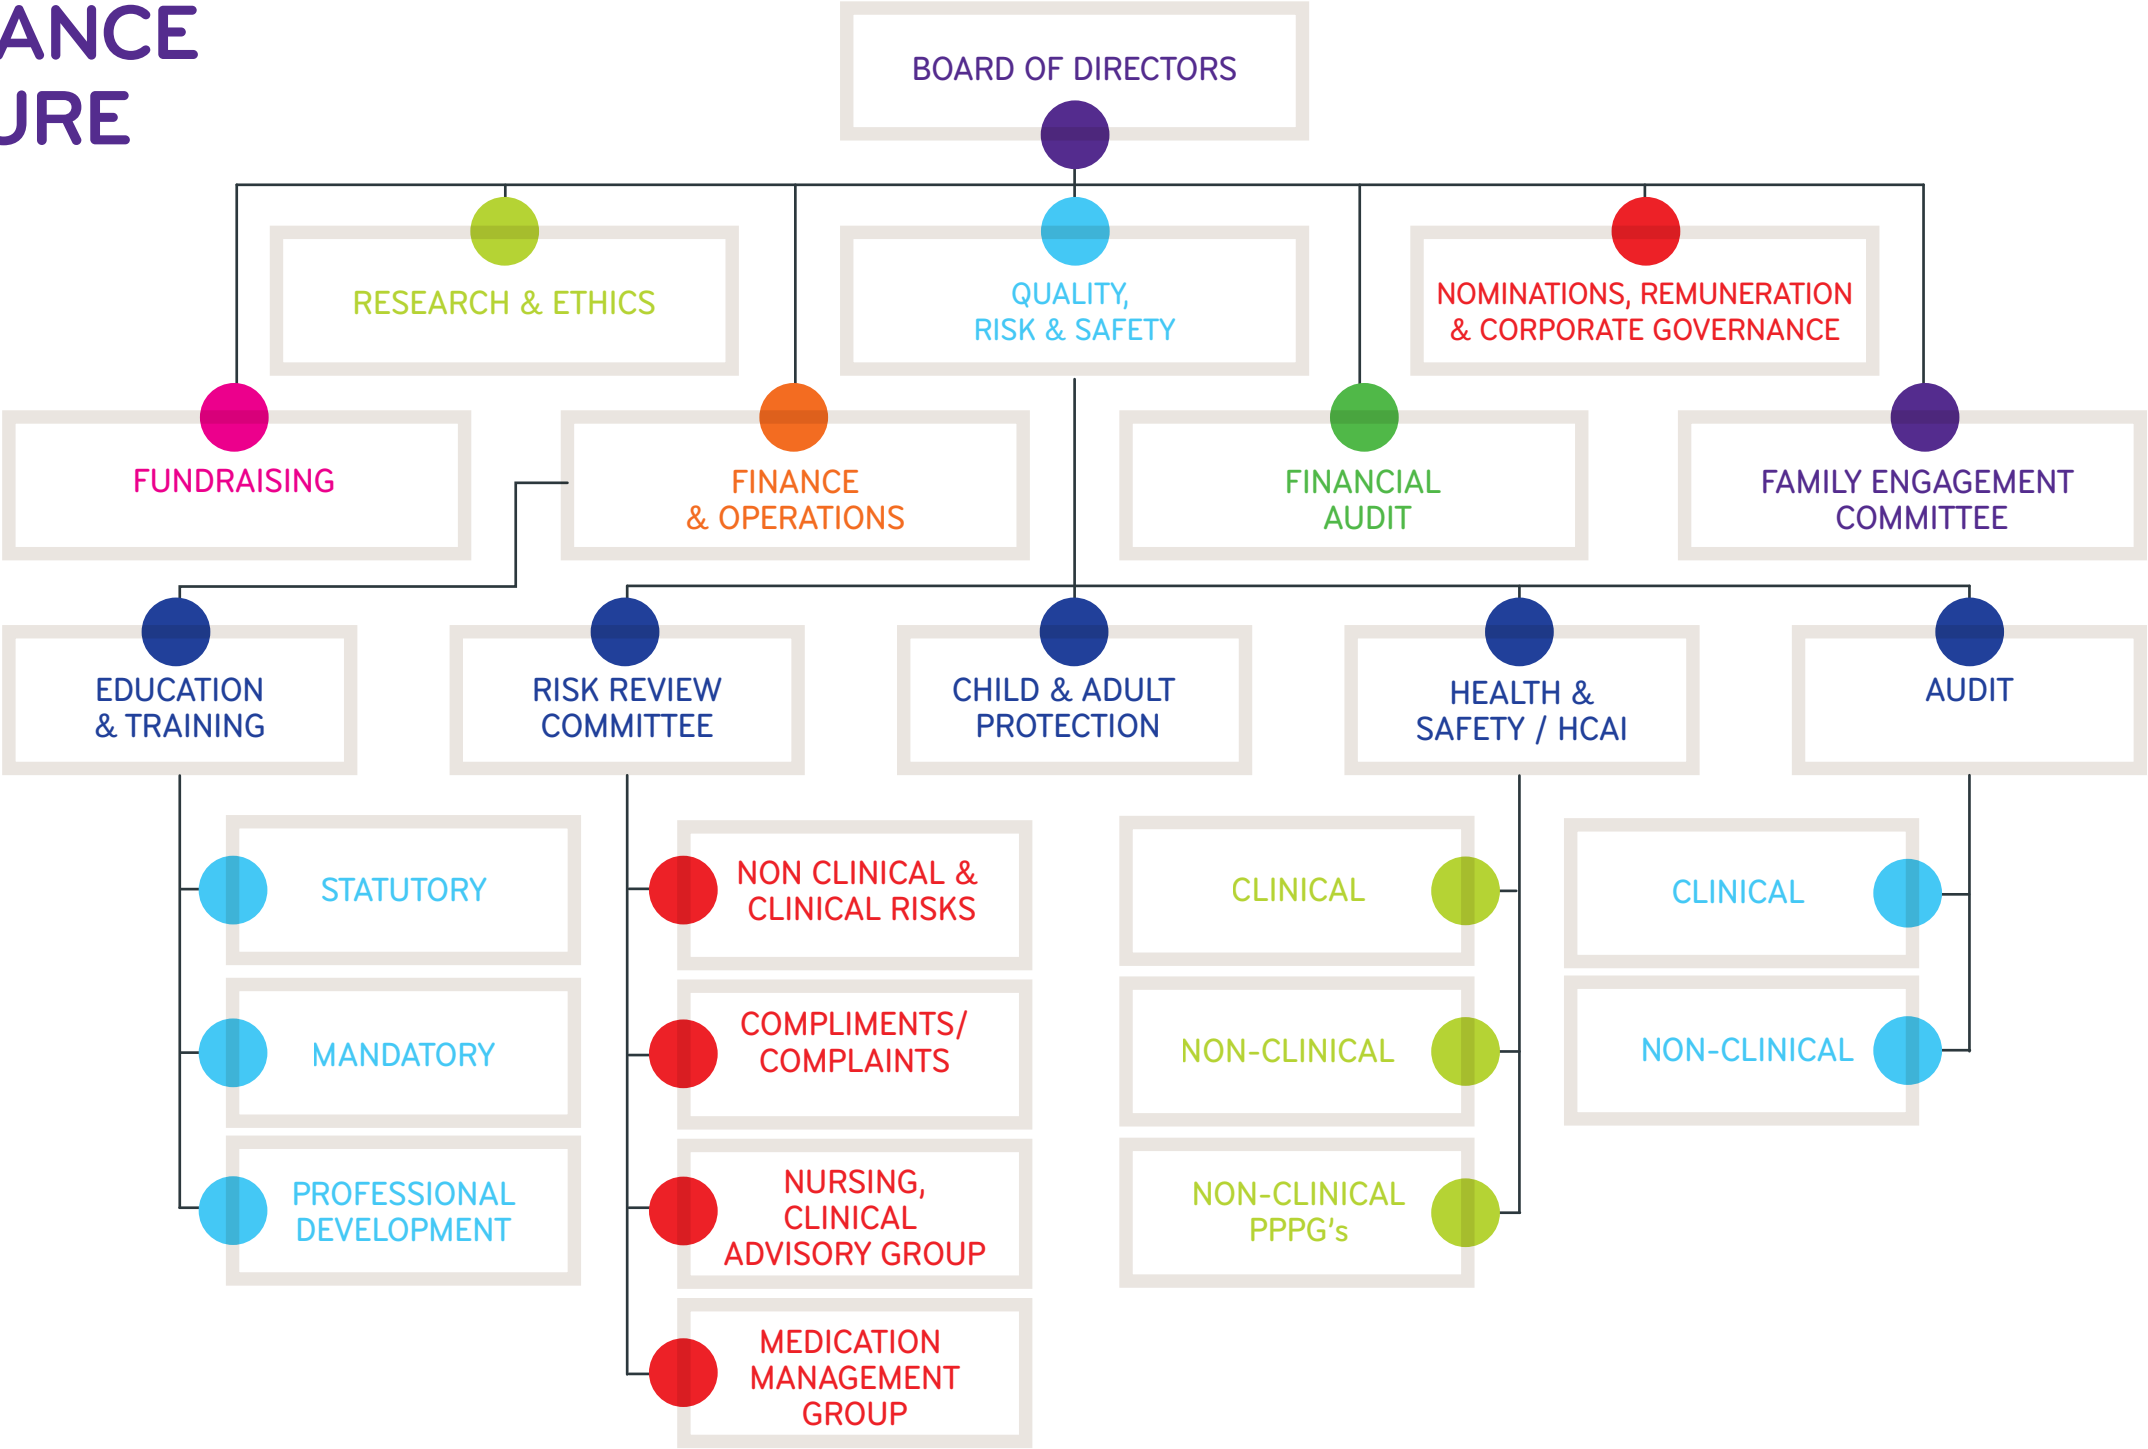 ANCE
URE
BOARD OF DIRECTORS
RESEARCH & ETHICS
QUALITY,
RISK & SAFETY
NOMINATIONS, REMUNERATION
& CORPORATE GOVERNANCE
FUNDRAISING
FINANCE
& OPERATIONS
FINANCIAL
AUDIT
FAMILY ENGAGEMENT
COMMITTEE
EDUCATION
& TRAINING
RISK REVIEW
COMMITTEE
CHILD & ADULT
PROTECTION
HEALTH &
SAFETY / HCAI
AUDIT
STATUTORY
MANDATORY
PROFESSIONAL
DEVELOPMENT
NON CLINICAL &
CLINICAL RISKS
COMPLIMENTS/
COMPLAINTS
NURSING,
CLINICAL
ADVISORY GROUP
MEDICATION
MANAGEMENT
GROUP
CLINICAL
NON-CLINICAL
NON-CLINICAL
PPPG's
CLINICAL
NON-CLINICAL